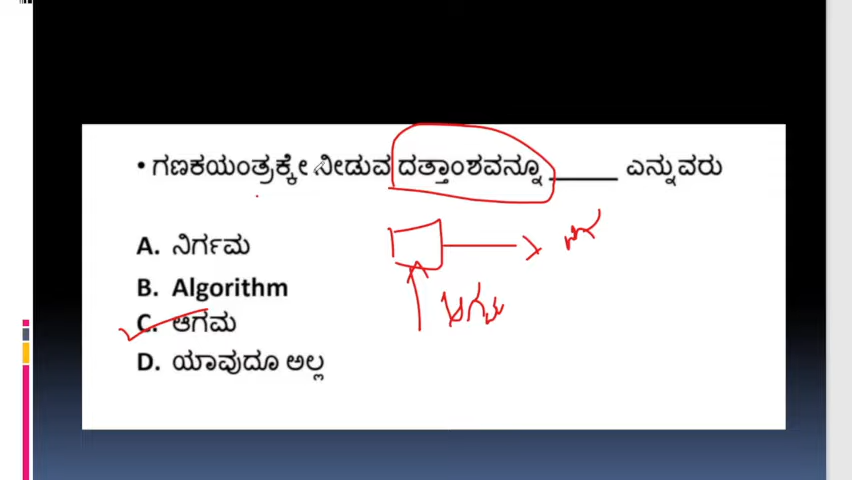 • ಗಣಕಯಂತ್ರಕ್ಕೇ ನೀಡುವ ದತ್ತಾಂಶವನ್ನೂ ______ ಎನ್ನುವರು
A. ನಿರ್ಗಮ
B. Algorithm
C. ಆಗಮ
D. ಯಾವುದೂ ಅಲ್ಲ